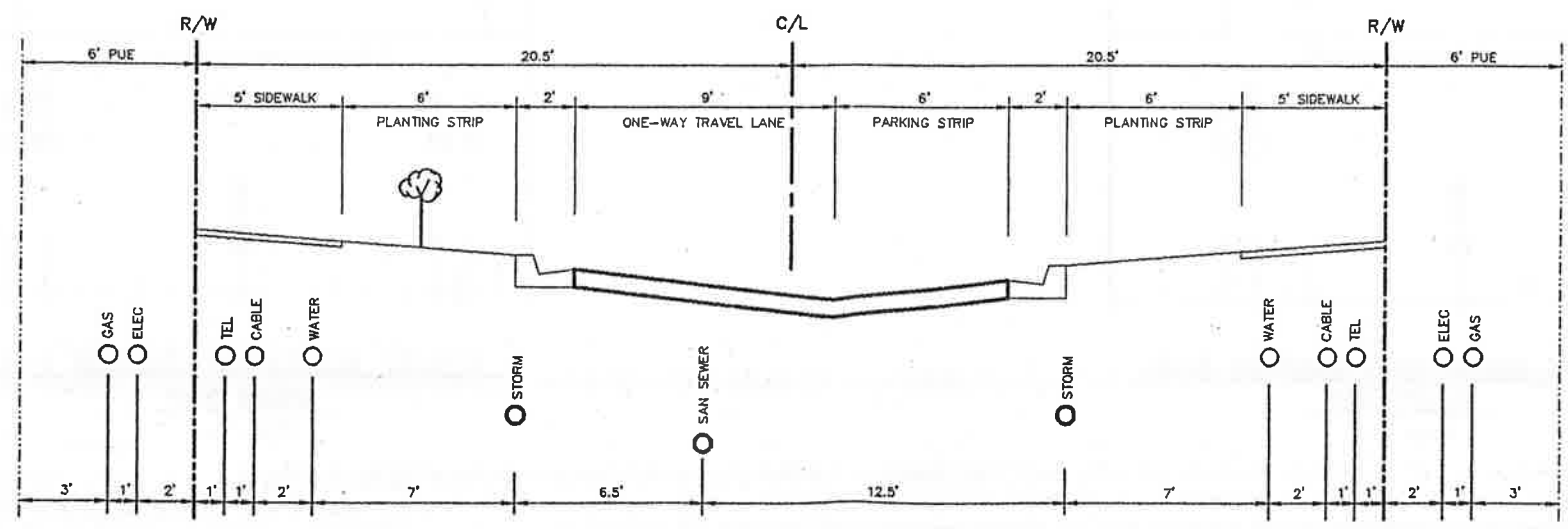 R/W C/L R/W
6' PUE 20.5' 20.5' 6' PUE
5' SIDEWALK 6' 2' 9' 6' 2' 6' 5' SIDEWALK
PLANTING STRIP ONE-WAY TRAVEL LANE PARKING STRIP PLANTING STRIP
GAS ELEC TEL CABLE WATER STORM SAN SEWER STORM WATER CABLE TEL ELEC GAS
3' 1' 2' 1' 1' 2' 7' 6.5' 12.5' 7' 2' 1' 1' 2' 1' 3'